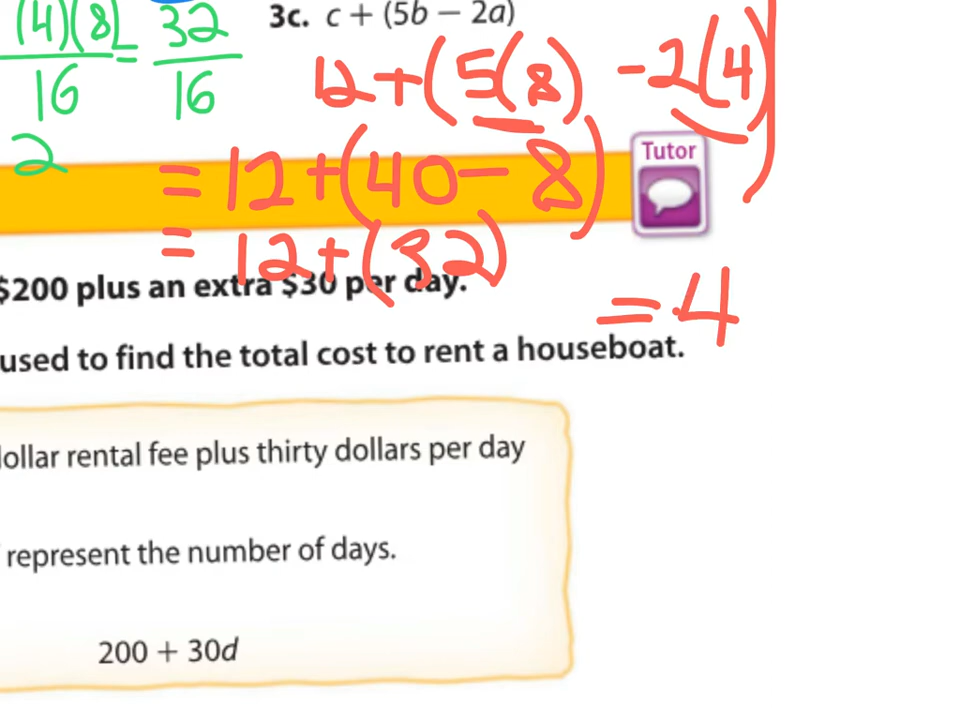 (4)(8) = 32
16 16
2
3c. c + (5b − 2a)
12+(5(8) -2(4))
= 12+(40-8)
Tutor
= 12+(32)
$200 plus an extra $30 per day.
= 4
used to find the total cost to rent a houseboat.
dollar rental fee plus thirty dollars per day
represent the number of days.
200 + 30d